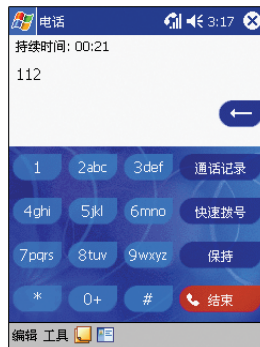 电话 3:17
持续时间: 00:21
112
1 2abc 3def 通话记录
4ghi 5jkl 6mno 快速拨号
7pqrs 8tuv 9wxyz 保持
* 0+ # 结束
编辑 工具